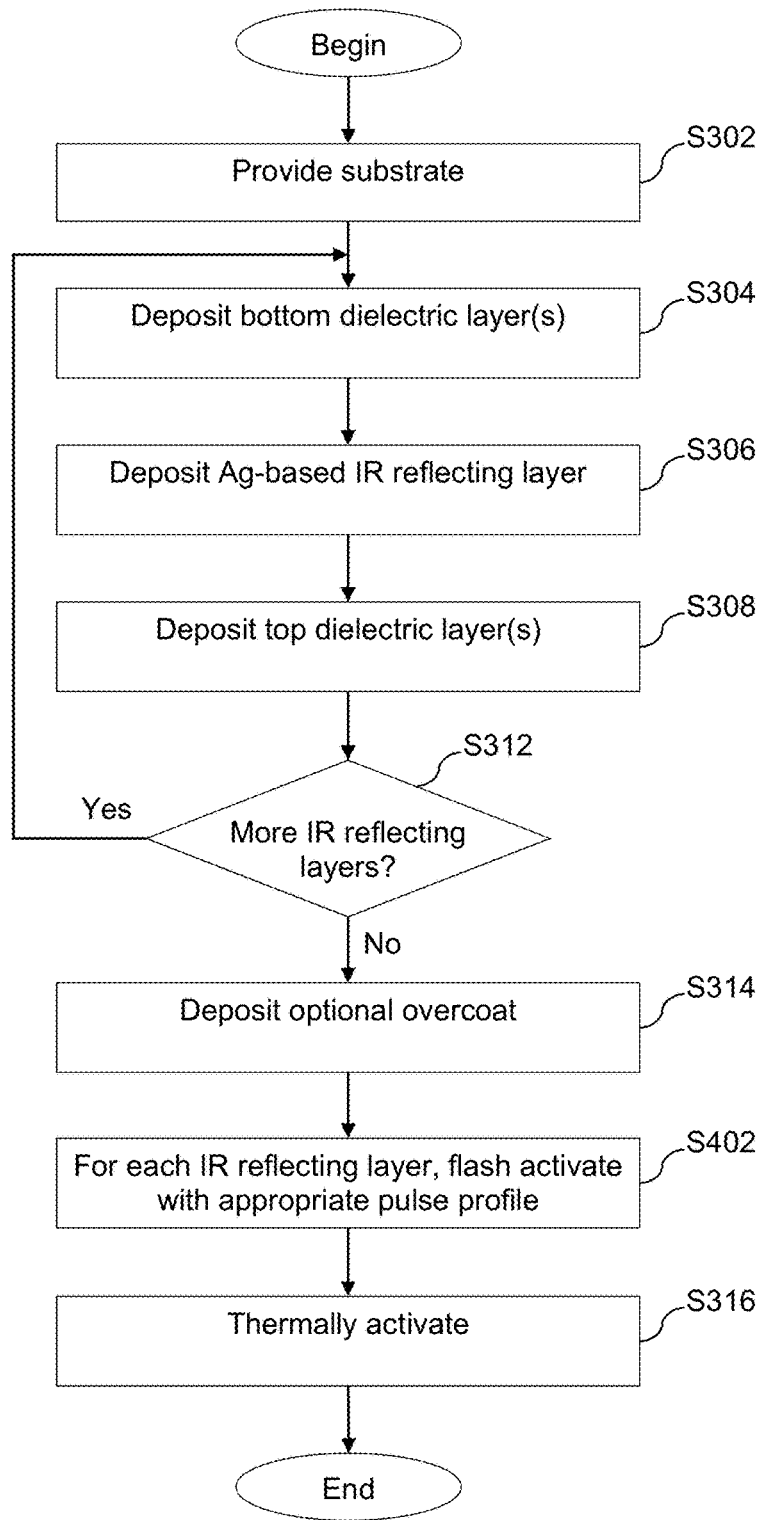 Begin
S302
Provide substrate
S304
Deposit bottom dielectric layer(s)
S306
Deposit Ag-based IR reflecting layer
S308
Deposit top dielectric layer(s)
S312
Yes
More IR reflecting
layers?
No
S314
Deposit optional overcoat
S402
For each IR reflecting layer, flash activate
with appropriate pulse profile
S316
Thermally activate
End